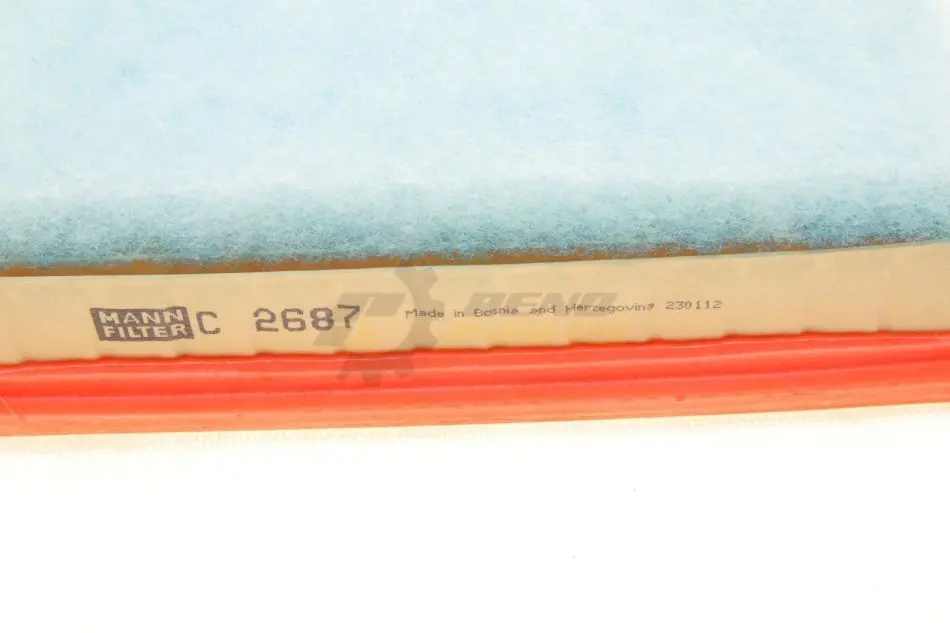 MANN
FILTER
C 2687
Made in Bosnia and Herzegovina 230112